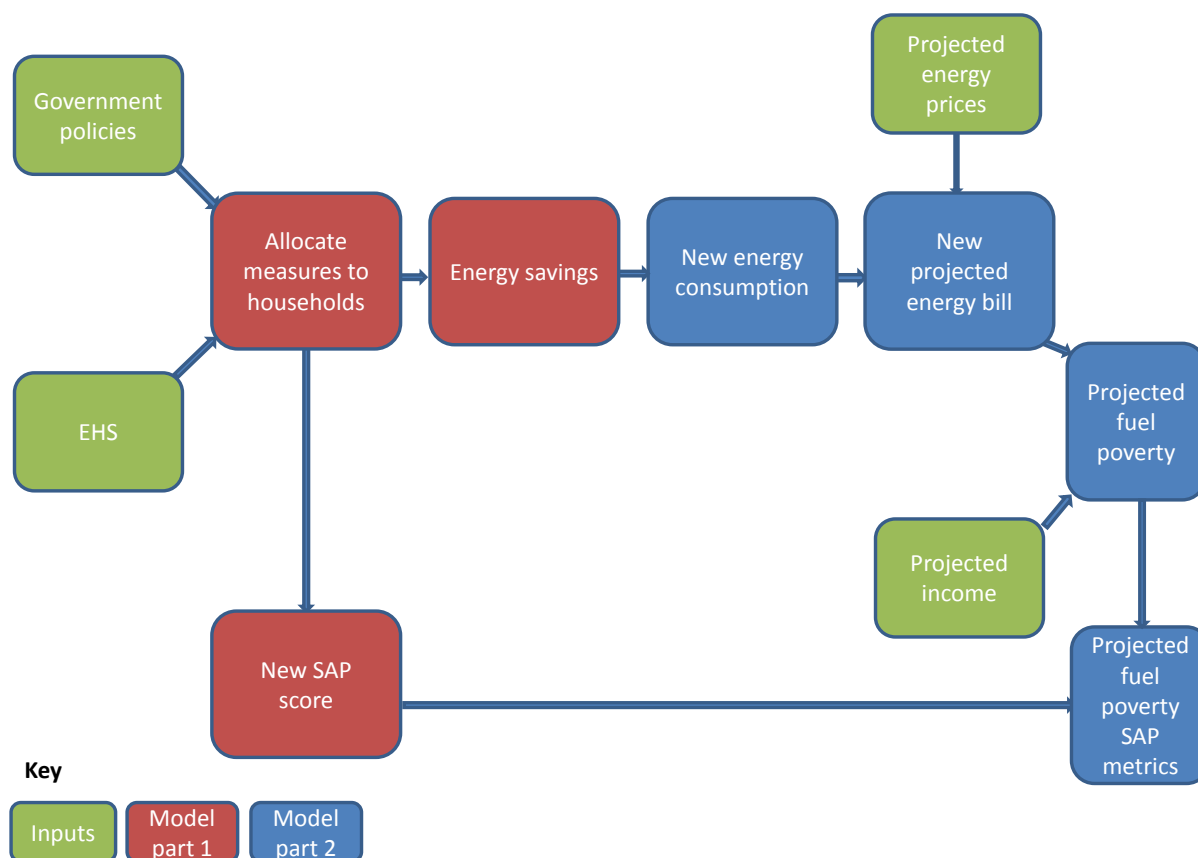 Projected
energy
prices
Government
policies
Allocate
measures to
households
Energy savings
New energy
consumption
New
projected
energy bill
EHS
Projected
fuel
poverty
Projected
income
New SAP
score
Projected
fuel
poverty
SAP
metrics
Key
Inputs
Model
part 1
Model
part 2